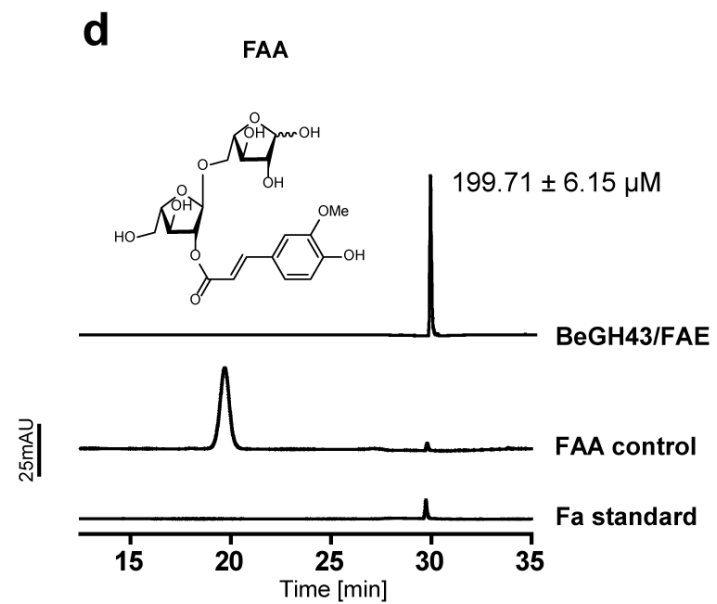 d
FAA
O
OH
OH
O
OH
O
OH
HO
O
O
OMe
OH
199.71 ± 6.15 µM
BeGH43/FAE
FAA control
Fa standard
25mAU
15 20 25 30 35
Time [min]